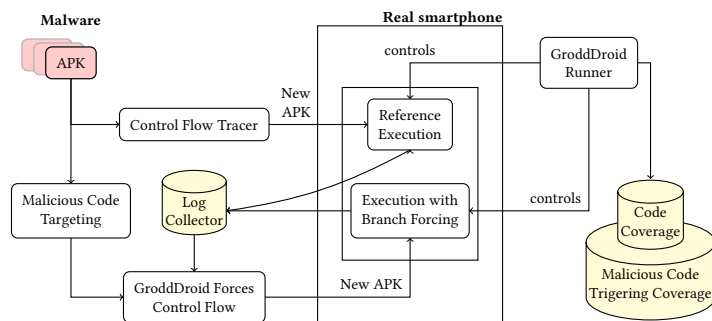 Malware
Real smartphone
APK
controls
GroddDroid
Runner
New
APK
Control Flow Tracer
Reference
Execution
Malicious Code
Targeting
Log
Collector
Execution with
Branch Forcing
controls
Code
Coverage
GroddDroid Forces
Control Flow
New APK
Malicious Code
Trigering Coverage